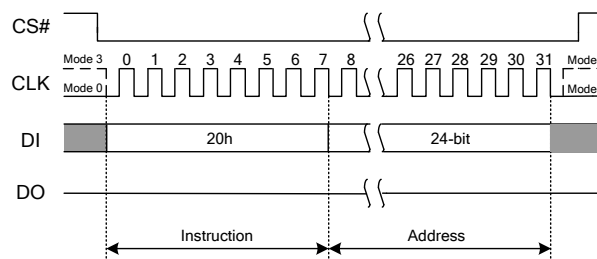 CS#
Mode 3 0 1 2 3 4 5 6 7 8 26 27 28 29 30 31 Mode
CLK
Mode 0 Mode
DI 20h 24-bit
DO
Instruction Address